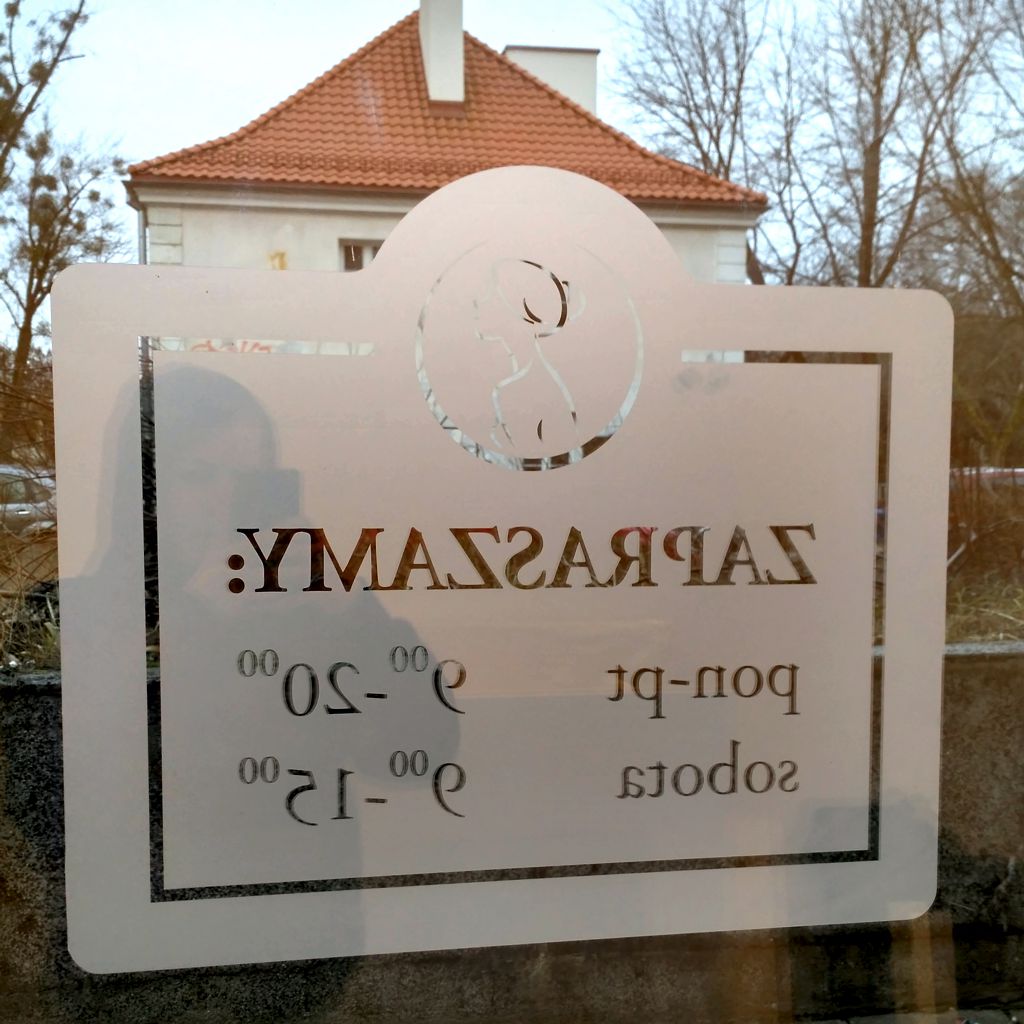 ZAPRASZAMY:
pon-pt 9⁰⁰-20⁰⁰
sobota 9⁰⁰-15⁰⁰